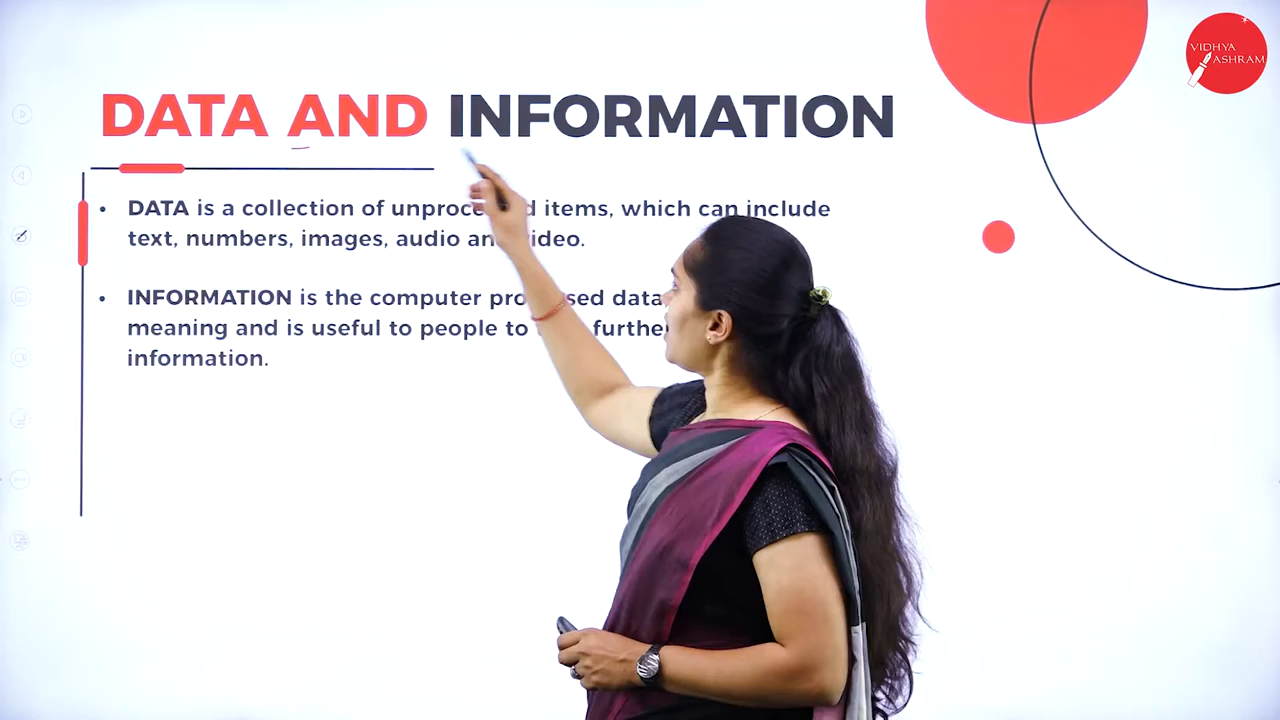 VIDHYA
ASHRAM
DATA AND INFORMATION
• DATA is a collection of items, which can include
text, numbers, images, audio
• INFORMATION is the computer data
meaning and is useful to people to
information.